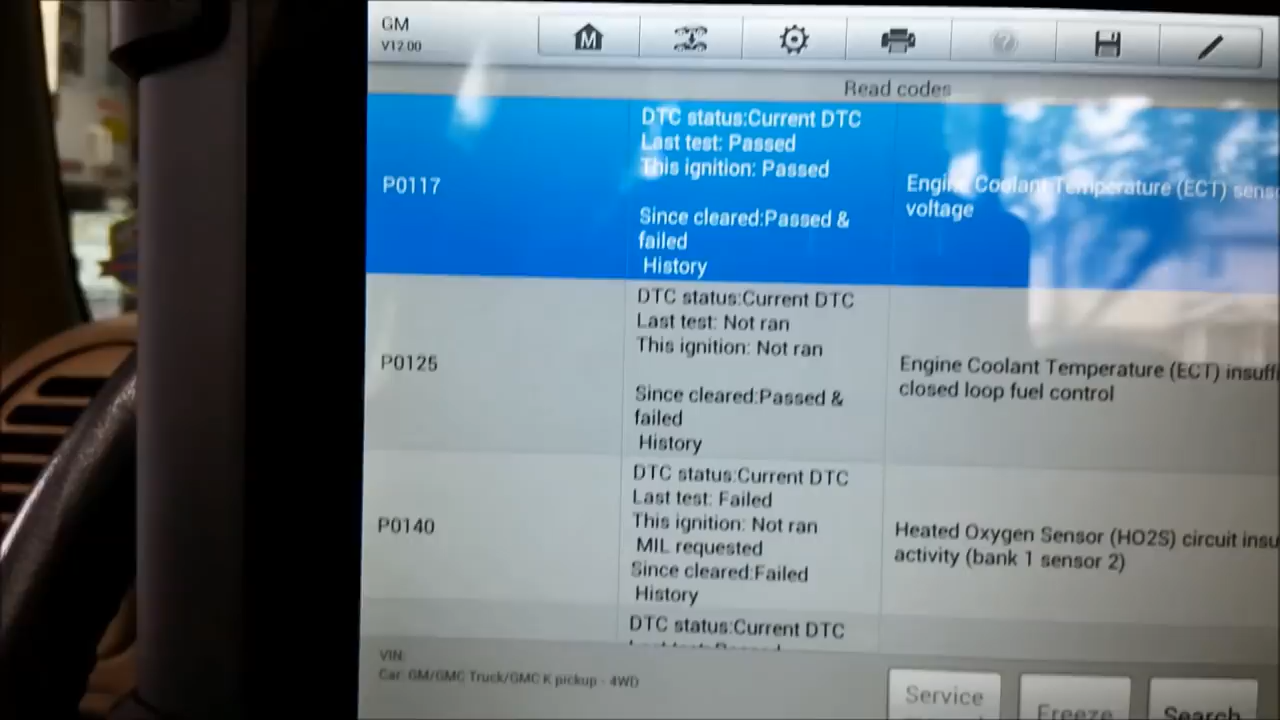 GM
V12.00
M
?
Read codes
P0117
DTC status:Current DTC
Last test: Passed
This ignition: Passed
Since cleared:Passed &
failed
History
Engine Coolant Temperature (ECT)
voltage
P0125
DTC status:Current DTC
Last test: Not ran
This ignition: Not ran
Since cleared:Passed &
failed
History
Engine Coolant Temperature (ECT)
closed loop fuel control
P0140
DTC status:Current DTC
Last test: Failed
This ignition: Not ran
MIL requested
Since cleared:Failed
History
Heated Oxygen Sensor (HO2S) circuit
activity (bank 1 sensor 2)
DTC status:Current DTC
VIN:
Car: GM/GMC Truck/GMC K pickup - 4WD
Service
Freeze
Search